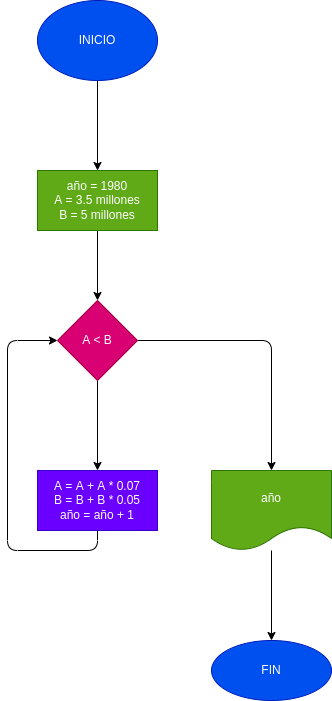 INICIO
año = 1980
A = 3.5 millones
B = 5 millones
A < B
A = A + A * 0.07
B = B + B * 0.05
año = año + 1
año
FIN